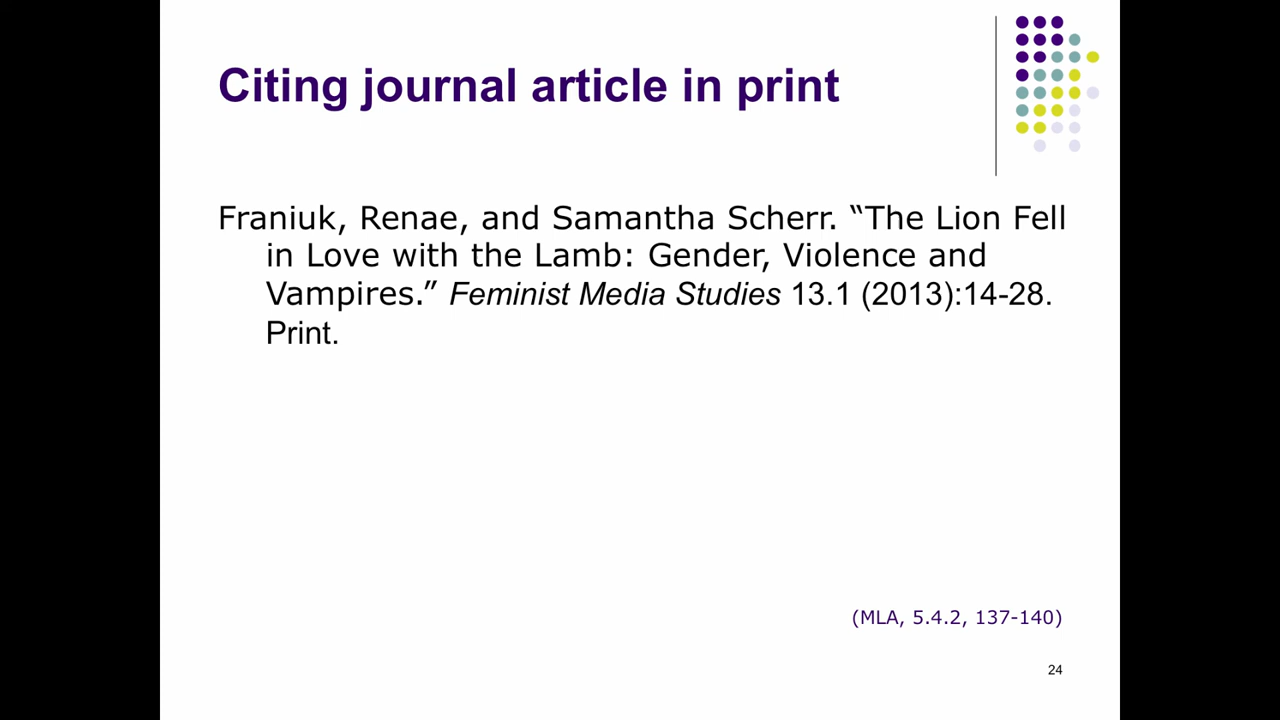 Citing journal article in print
Franiuk, Renae, and Samantha Scherr. “The Lion Fell
in Love with the Lamb: Gender, Violence and
Vampires.” Feminist Media Studies 13.1 (2013):14-28.
Print.
(MLA, 5.4.2, 137-140)
24